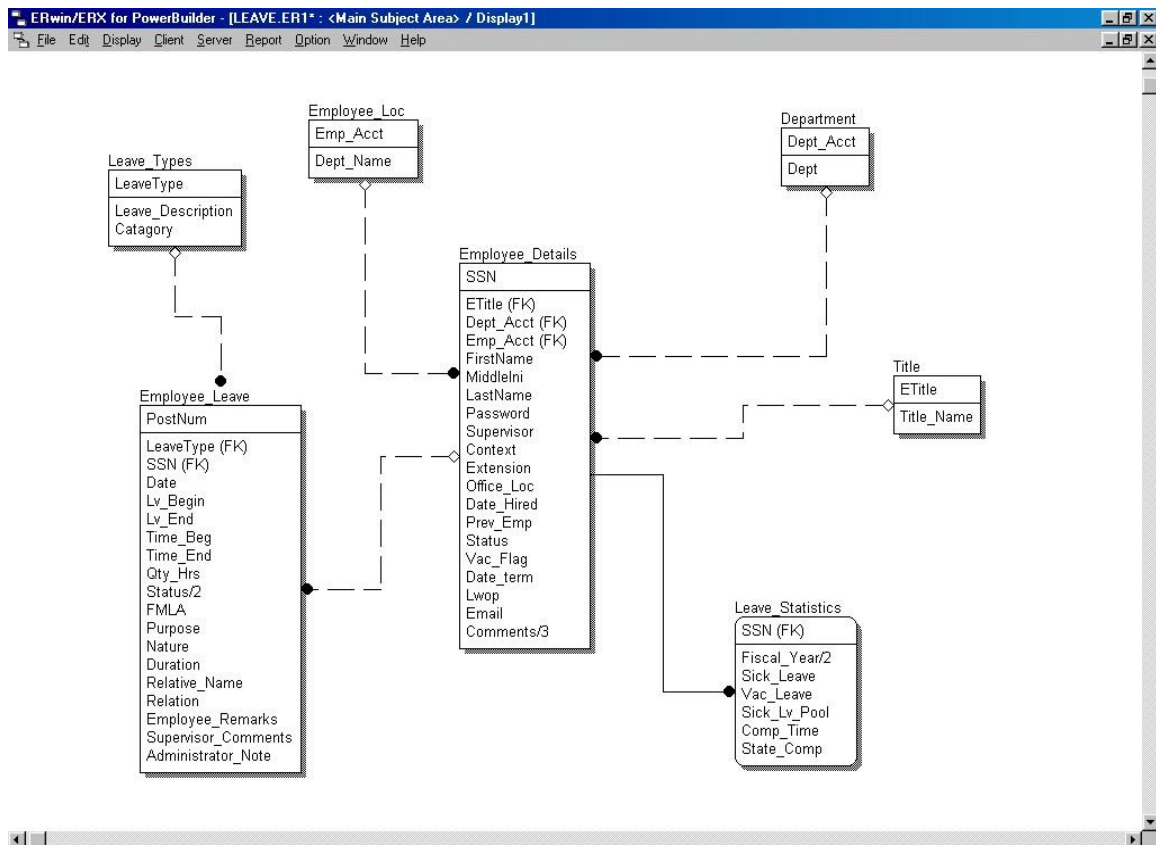 ERwin/ERX for PowerBuilder - [LEAVE.ER1* : <Main Subject Area> / Display1]
File Edit Display Client Server Report Option Window Help
Employee_Loc
Emp_Acct
Dept_Name
Department
Dept_Acct
Dept
Leave_Types
LeaveType
Leave_Description
Catagory
Employee_Details
SSN
ETitle (FK)
Dept_Acct (FK)
Emp_Acct (FK)
FirstName
MiddleIni
LastName
Password
Supervisor
Context
Extension
Office_Loc
Date_Hired
Prev_Emp
Status
Vac_Flag
Date_term
Lwop
Email
Comments/3
Title
ETitle
Title_Name
Employee_Leave
PostNum
LeaveType (FK)
SSN (FK)
Date
Lv_Begin
Lv_End
Time_Beg
Time_End
Qty_Hrs
Status/2
FMLA
Purpose
Nature
Duration
Relative_Name
Relation
Employee_Remarks
Supervisor_Comments
Administrator_Note
Leave_Statistics
SSN (FK)
Fiscal_Year/2
Sick_Leave
Vac_Leave
Sick_Lv_Pool
Comp_Time
State_Comp